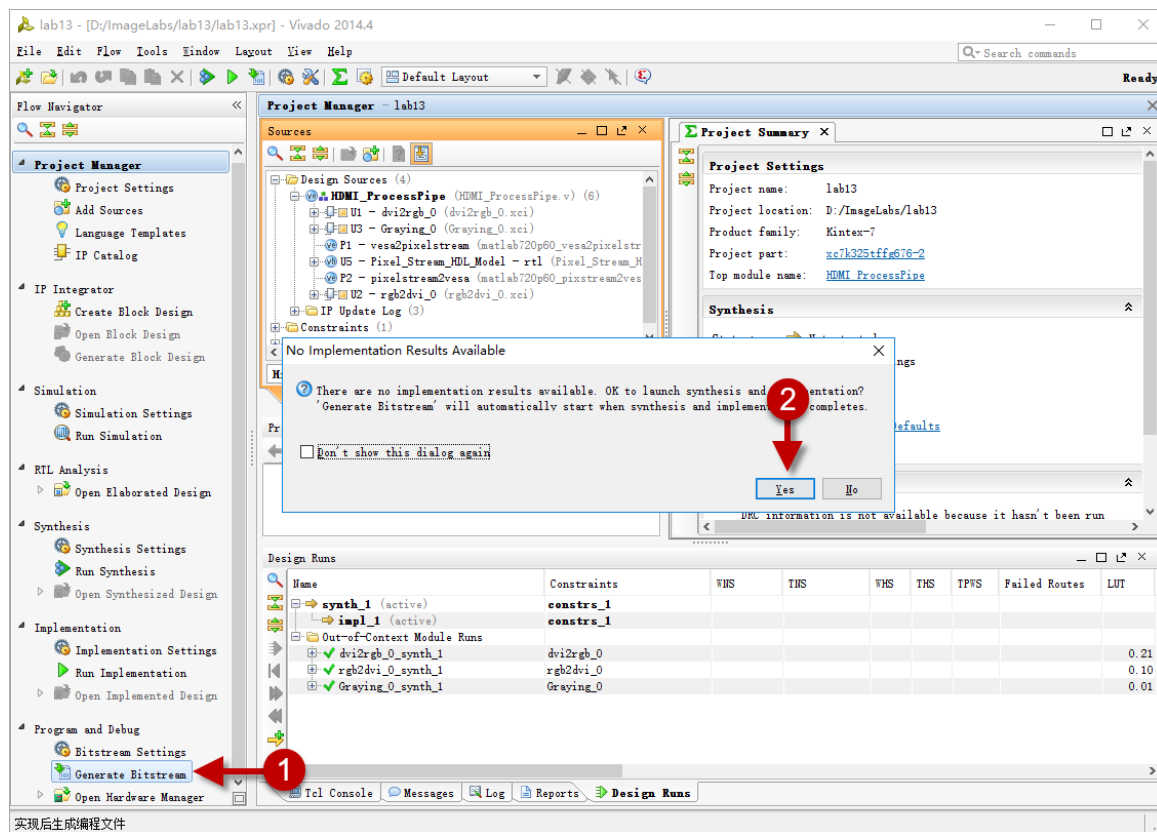 lab13 - [D:/ImageLabs/lab13/lab13.xpr] - Vivado 2014.4
File Edit Flow Tools Window Layout View Help
Search commands
Default Layout
Ready
Flow Navigator
Project Manager - lab13
Project Manager
Project Settings
Add Sources
Language Templates
IP Catalog
IP Integrator
Create Block Design
Open Block Design
Generate Block Design
Simulation
Simulation Settings
Run Simulation
RTL Analysis
Open Elaborated Design
Synthesis
Synthesis Settings
Run Synthesis
Open Synthesized Design
Implementation
Implementation Settings
Run Implementation
Open Implemented Design
Program and Debug
Bitstream Settings
Generate Bitstream
Open Hardware Manager
1
Sources
Design Sources (4)
HDMI_ProcessPipe (HDMI_ProcessPipe.v) (6)
U1 - dvi2rgb_0 (dvi2rgb_0.xci)
U3 - Graying_0 (Graying_0.xci)
P1 - vesa2pixelstream (matlab720p60_vesa2pixelstr
U5 - Pixel_Stream_HDL_Model - rtl (Pixel_Stream_H
P2 - pixelstream2vesa (matlab720p60_pixstream2ves
U2 - rgb2dvi_0 (rgb2dvi_0.xci)
IP Update Log (3)
Constraints (1)
Project Summary
Project Settings
Project name: lab13
Project location: D:/ImageLabs/lab13
Product family: Kintex-7
Project part: xc7k325tffg676-2
Top module name: HDMI_ProcessPipe
Synthesis
ngs
efaults
DRC information is not available because it hasn't been run
No Implementation Results Available
There are no implementation results available. OK to launch synthesis and mentation?
'Generate Bitstream' will automatically start when synthesis and implemen completes.
2
Don't show this dialog again
Yes No
Pr
Design Runs
Name Constraints WNS TNS WHS THS TPWS Failed Routes LUT
synth_1 (active) constrs_1
impl_1 (active) constrs_1
Out-of-Context Module Runs
dvi2rgb_0_synth_1 dvi2rgb_0 0.21
rgb2dvi_0_synth_1 rgb2dvi_0 0.10
Graying_0_synth_1 Graying_0 0.01
Tcl Console Messages Log Reports Design Runs
实现后生成编程文件